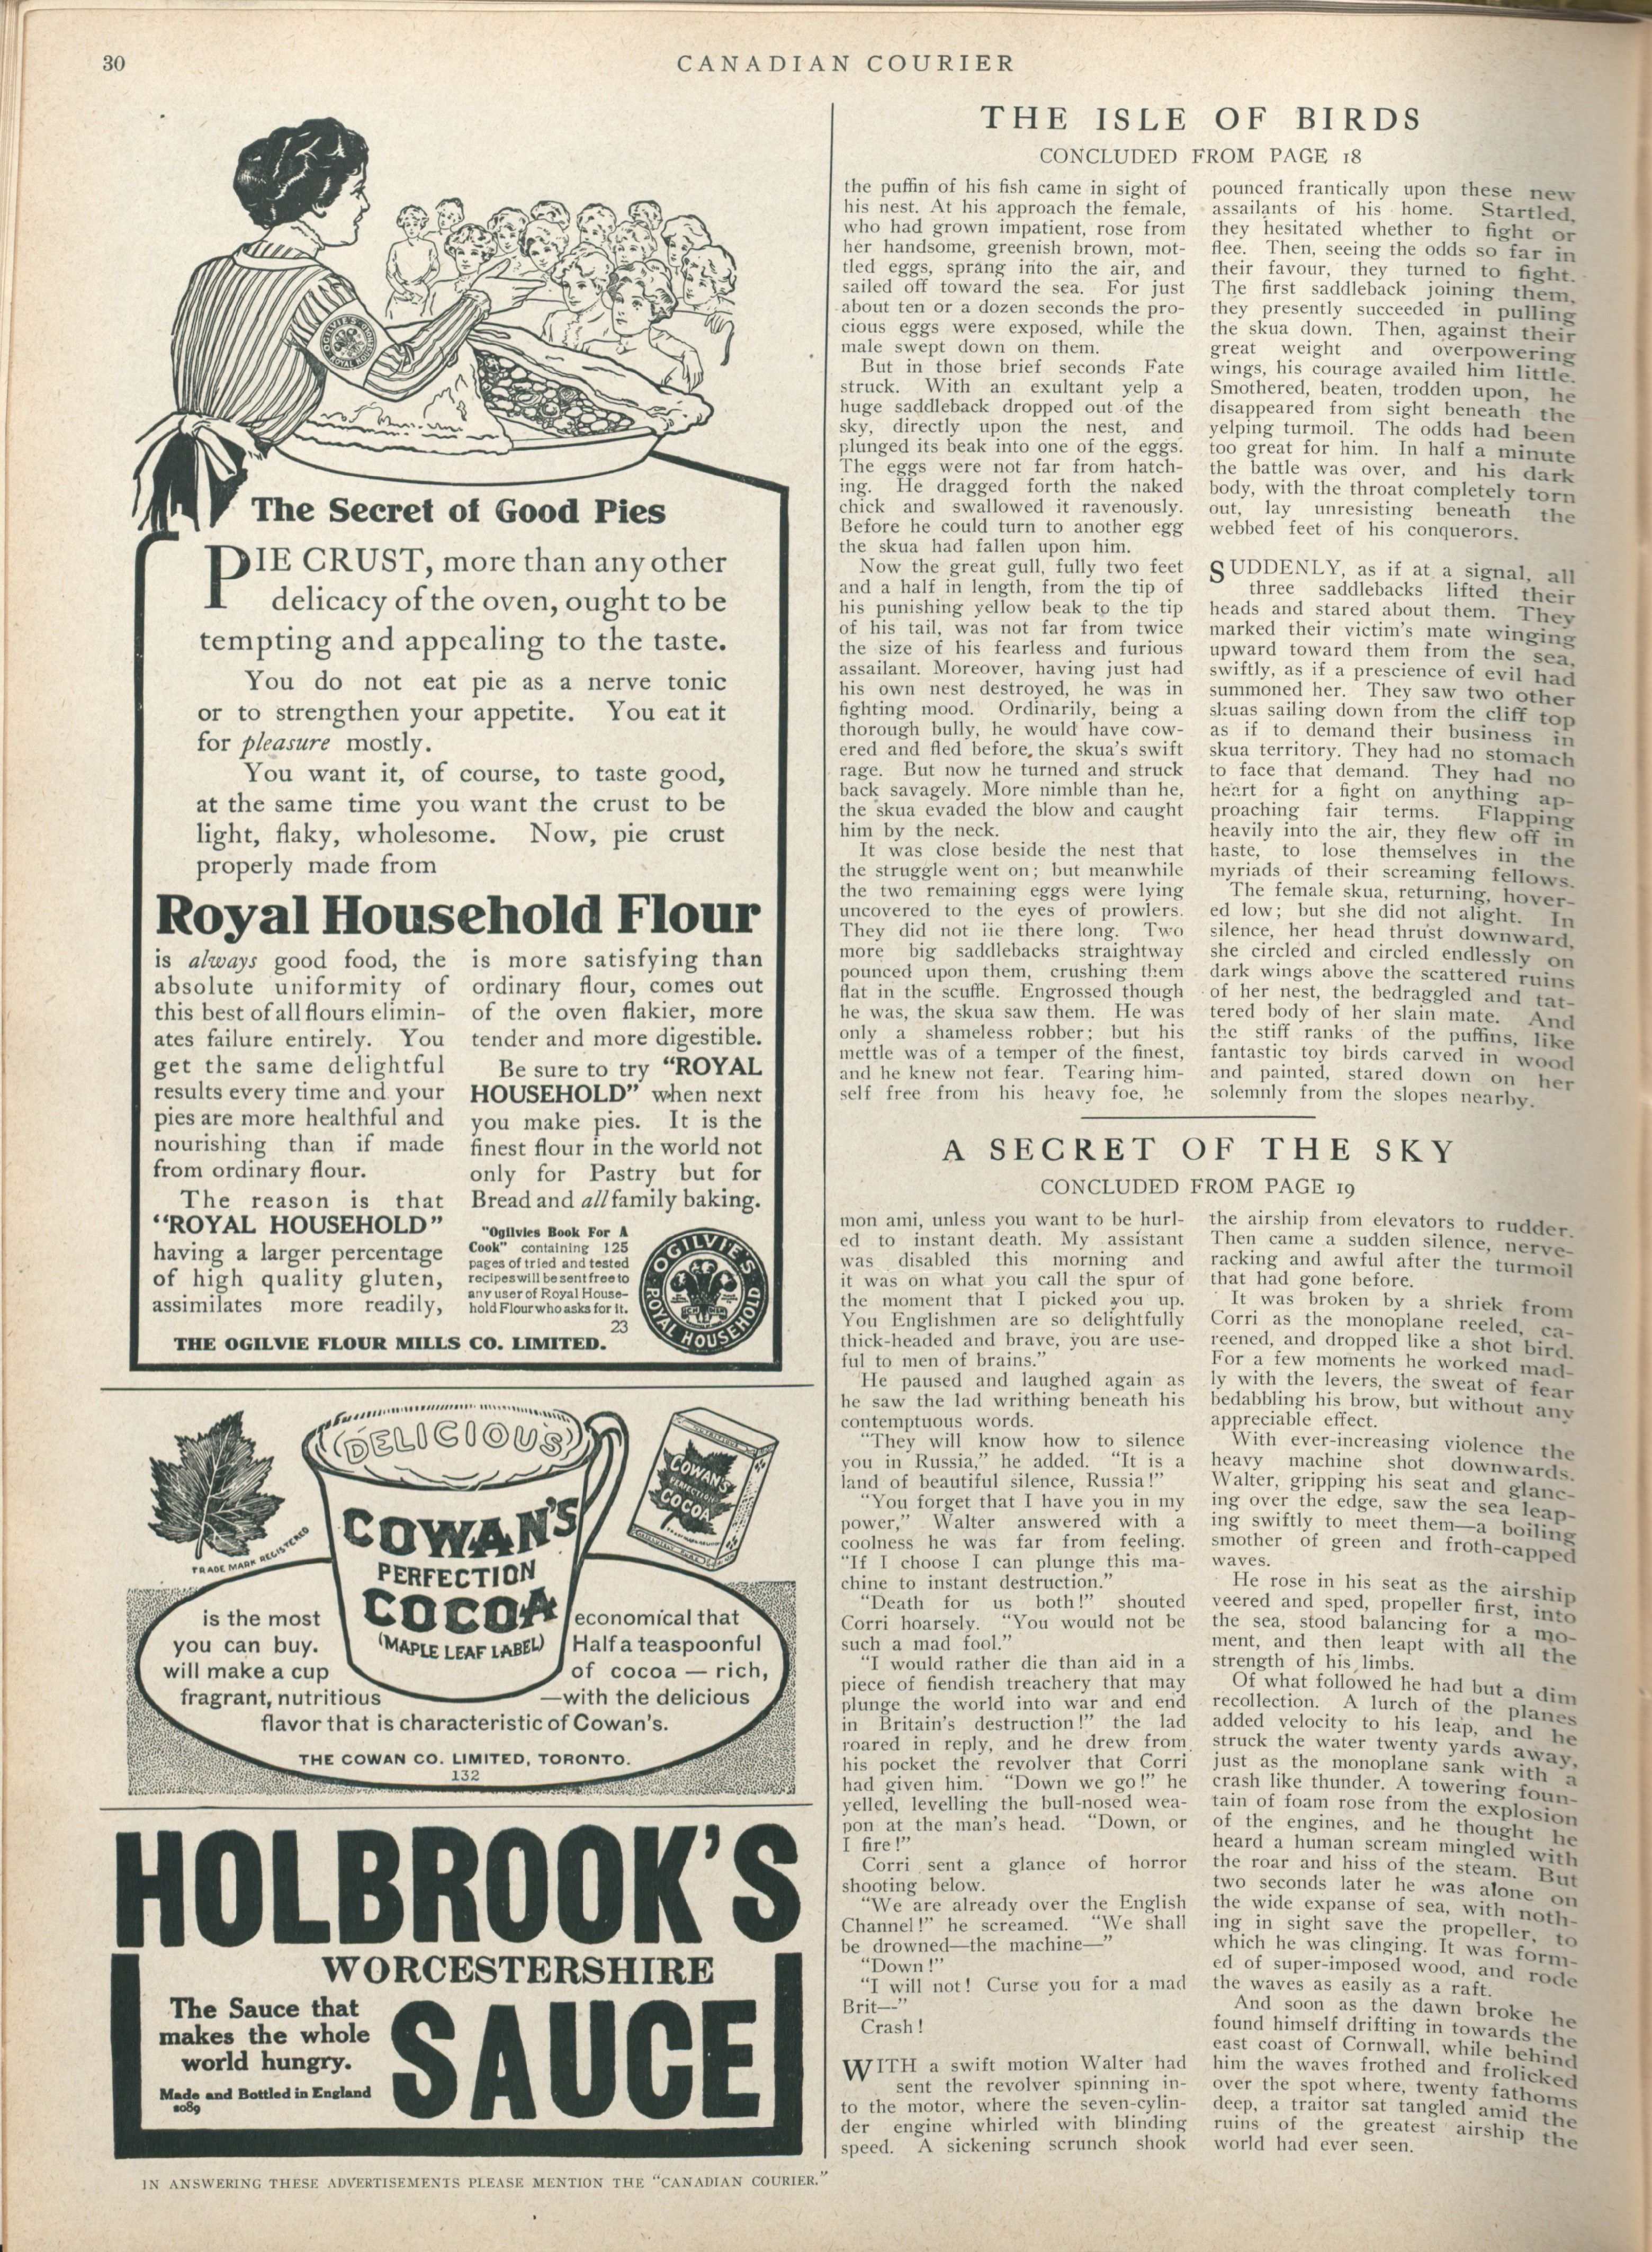 30
CANADIAN COURIER
OGILVIE'S
ROYAL HOUSEHOLD
The Secret of Good Pies
PIE CRUST, more than any other
delicacy of the oven, ought to be
tempting and appealing to the taste.
You do not eat pie as a nerve tonic
or to strengthen your appetite. You eat it
for pleasure mostly.
You want it, of course, to taste good,
at the same time you want the crust to be
light, flaky, wholesome. Now, pie crust
properly made from
Royal Household Flour
is always good food, the
absolute uniformity of
this best of all flours elimin-
ates failure entirely. You
get the same delightful
results every time and your
pies are more healthful and
nourishing than if made
from ordinary flour.
The reason is that
"ROYAL HOUSEHOLD"
having a larger percentage
of high quality gluten,
assimilates more readily,
is more satisfying than
ordinary flour, comes out
of the oven flakier, more
tender and more digestible.
Be sure to try "ROYAL
HOUSEHOLD" when next
you make pies. It is the
finest flour in the world not
only for Pastry but for
Bread and all family baking.
"Ogilvies Book For A
Cook" containing 125
pages of tried and tested
recipes will be sent free to
any user of Royal House-
hold Flour who asks for it.
23
OGILVIE'S
ROYAL HOUSEHOLD
THE OGILVIE FLOUR MILLS CO. LIMITED.
DELICIOUS
TRADE MARK REGISTERED
COWAN'S
PERFECTION
COCOA
COWAN'S
PERFECTION
COCOA
(MAPLE LEAF LABEL)
is the most economical that
you can buy. Half a teaspoonful
will make a cup of cocoa — rich,
fragrant, nutritious —with the delicious
flavor that is characteristic of Cowan's.
THE COWAN CO. LIMITED, TORONTO.
132
HOLBROOK'S
WORCESTERSHIRE
SAUCE
The Sauce that
makes the whole
world hungry.
Made and Bottled in England
8089
IN ANSWERING THESE ADVERTISEMENTS PLEASE MENTION THE "CANADIAN COURIER."
THE ISLE OF BIRDS
CONCLUDED FROM PAGE 18
the puffin of his fish came in sight of
his nest. At his approach the female,
who had grown impatient, rose from
her handsome, greenish brown, mot-
tled eggs, sprang into the air, and
sailed off toward the sea. For just
about ten or a dozen seconds the pro-
cious eggs were exposed, while the
male swept down on them.
But in those brief seconds Fate
struck. With an exultant yelp a
huge saddleback dropped out of the
sky, directly upon the nest, and
plunged its beak into one of the eggs.
The eggs were not far from hatch-
ing. He dragged forth the naked
chick and swallowed it ravenously.
Before he could turn to another egg
the skua had fallen upon him.
Now the great gull, fully two feet
and a half in length, from the tip of
his punishing yellow beak to the tip
of his tail, was not far from twice
the size of his fearless and furious
assailant. Moreover, having just had
his own nest destroyed, he was in
fighting mood. Ordinarily, being a
thorough bully, he would have cow-
ered and fled before the skua's swift
rage. But now he turned and struck
back savagely. More nimble than he,
the skua evaded the blow and caught
him by the neck.
It was close beside the nest that
the struggle went on; but meanwhile
the two remaining eggs were lying
uncovered to the eyes of prowlers.
They did not lie there long. Two
more big saddlebacks straightway
pounced upon them, crushing them
flat in the scuffle. Engrossed though
he was, the skua saw them. He was
only a shameless robber; but his
mettle was of a temper of the finest,
and he knew not fear. Tearing him-
self free from his heavy foe, he
pounced frantically upon these new
assailants of his home. Startled,
they hesitated whether to fight or
flee. Then, seeing the odds so far in
their favour, they turned to fight.
The first saddleback joining them,
they presently succeeded in pulling
the skua down. Then, against their
great weight and overpowering
wings, his courage availed him little.
Smothered, beaten, trodden upon, he
disappeared from sight beneath the
yelping turmoil. The odds had been
too great for him. In half a minute
the battle was over, and his dark
body, with the throat completely torn
out, lay unresisting beneath the
webbed feet of his conquerors.
SUDDENLY, as if at a signal, all
three saddlebacks lifted their
heads and stared about them. They
marked their victim's mate winging
upward toward them from the sea,
swiftly, as if a prescience of evil had
summoned her. They saw two other
skuas sailing down from the cliff top
as if to demand their business in
skua territory. They had no stomach
to face that demand. They had no
heart for a fight on anything ap-
proaching fair terms. Flapping
heavily into the air, they flew off in
haste, to lose themselves in the
myriads of their screaming fellows.
The female skua, returning, hover-
ed low; but she did not alight. In
silence, her head thrust downward,
she circled and circled endlessly on
dark wings above the scattered ruins
of her nest, the bedraggled and tat-
tered body of her slain mate. And
the stiff ranks of the puffins, like
fantastic toy birds carved in wood
and painted, stared down on her
solemnly from the slopes nearby.
A SECRET OF THE SKY
CONCLUDED FROM PAGE 19
mon ami, unless you want to be hurl-
ed to instant death. My assistant
was disabled this morning and
it was on what you call the spur of
the moment that I picked you up.
You Englishmen are so delightfully
thick-headed and brave, you are use-
ful to men of brains."
He paused and laughed again as
he saw the lad writhing beneath his
contemptuous words.
"They will know how to silence
you in Russia," he added. "It is a
land of beautiful silence, Russia!"
"You forget that I have you in my
power," Walter answered with a
coolness he was far from feeling.
"If I choose I can plunge this ma-
chine to instant destruction."
"Death for us both!" shouted
Corri hoarsely. "You would not be
such a mad fool."
"I would rather die than aid in a
piece of fiendish treachery that may
plunge the world into war and end
in Britain's destruction!" the lad
roared in reply, and he drew from
his pocket the revolver that Corri
had given him. "Down we go!" he
yelled, levelling the bull-nosed wea-
pon at the man's head. "Down, or
I fire!"
Corri sent a glance of horror
shooting below.
"We are already over the English
Channel!" he screamed. "We shall
be drowned—the machine—"
"Down!"
"I will not! Curse you for a mad
Brit—"
Crash!
WITH a swift motion Walter had
sent the revolver spinning in-
to the motor, where the seven-cylin-
der engine whirled with blinding
speed. A sickening scrunch shook
the airship from elevators to rudder.
Then came a sudden silence, nerve-
racking and awful after the turmoil
that had gone before.
It was broken by a shriek from
Corri as the monoplane reeled, ca-
reened, and dropped like a shot bird.
For a few moments he worked mad-
ly with the levers, the sweat of fear
bedabbling his brow, but without any
appreciable effect.
With ever-increasing violence the
heavy machine shot downwards.
Walter, gripping his seat and glanc-
ing over the edge, saw the sea leap-
ing swiftly to meet them—a boiling
smother of green and froth-capped
waves.
He rose in his seat as the airship
veered and sped, propeller first, into
the sea, stood balancing for a mo-
ment, and then leapt with all the
strength of his limbs.
Of what followed he had but a dim
recollection. A lurch of the planes
added velocity to his leap, and he
struck the water twenty yards away,
just as the monoplane sank with a
crash like thunder. A towering foun-
tain of foam rose from the explosion
of the engines, and he thought he
heard a human scream mingled with
the roar and hiss of the steam. But
two seconds later he was alone on
the wide expanse of sea, with noth-
ing in sight save the propeller, to
which he was clinging. It was form-
ed of super-imposed wood, and rode
the waves as easily as a raft.
And soon as the dawn broke he
found himself drifting in towards the
east coast of Cornwall, while behind
him the waves frothed and frolicked
over the spot where, twenty fathoms
deep, a traitor sat tangled amid the
ruins of the greatest airship the
world had ever seen.